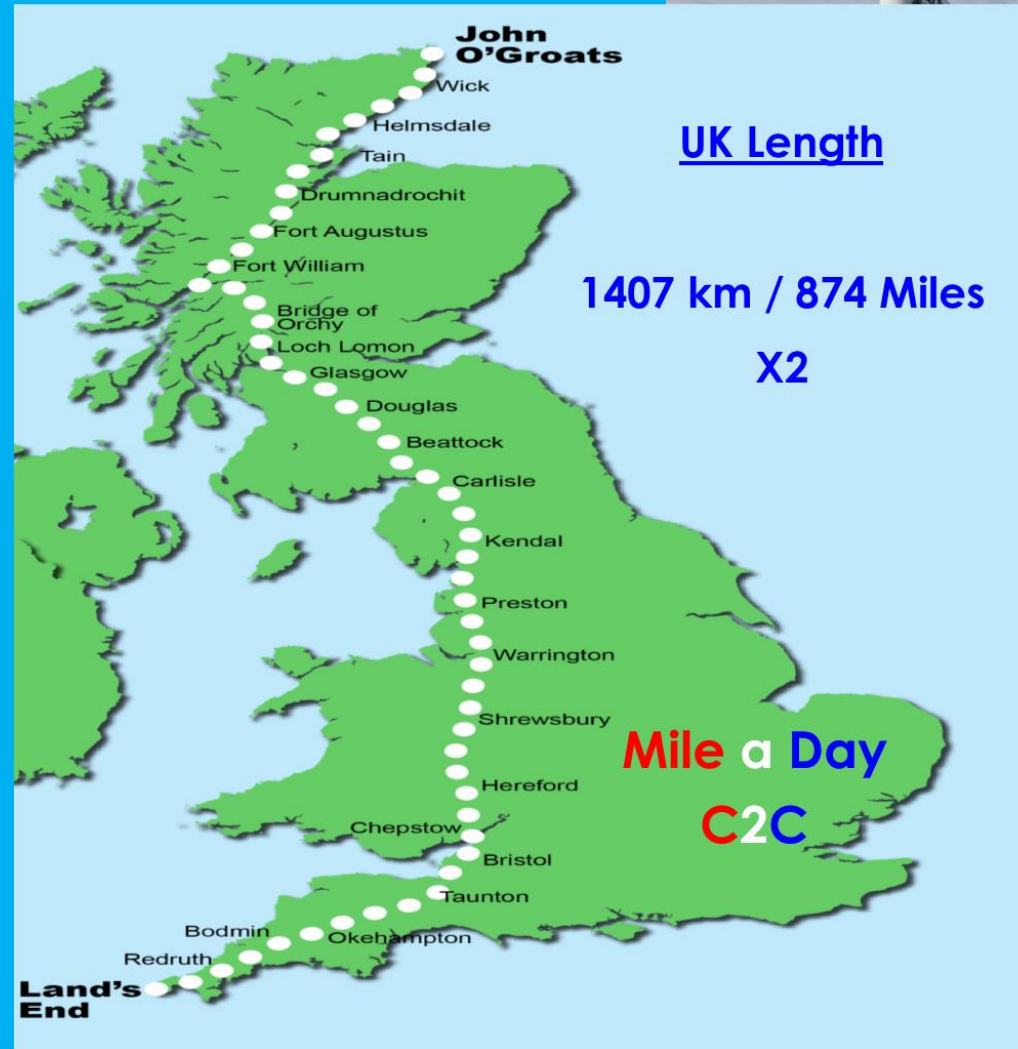 John
O'Groats
Wick
Helmsdale
UK Length
Tain
Drumnadrochit
Fort Augustus
Fort William
1407 km / 874 Miles
Bridge of
Orchy
Loch Lomon
X2
Glasgow
Douglas
Beattock
Carlisle
Kendal
Preston
Warrington
Shrewsbury
Mile a Day
Hereford
C2C
Chepstow
Bristol
Taunton
Bodmin
Okehampton
Redruth
Land's
End